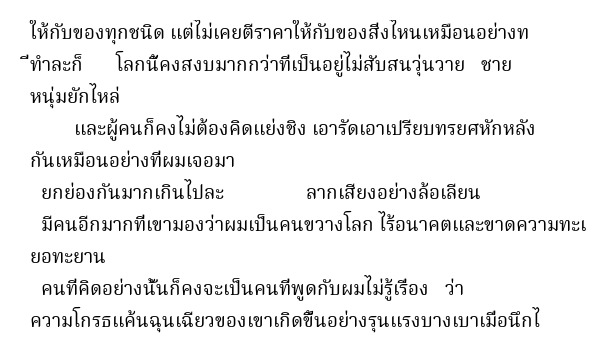 ให้กับของทุกชนิด แต่ไม่เคยตีราคาให้กับของสิ่งไหนเหมือนอย่างท
ี่ทำละก็ โลกนี้คงสงบมากกว่าที่เป็นอยู่ไม่สับสนวุ่นวาย ชาย
หนุ่มยักไหล่
และผู้คนก็คงไม่ต้องคิดแย่งชิง เอารัดเอาเปรียบทรยศหักหลัง
กันเหมือนอย่างที่ผมเจอมา
ยกย่องกันมากเกินไปละ ลากเสียงอย่างล้อเลียน
มีคนอีกมากที่เขามองว่าผมเป็นคนขวางโลก ไร้อนาคตและขาดความทะเ
ยอทะยาน
คนที่คิดอย่างนั้นก็คงจะเป็นคนที่พูดกับผมไม่รู้เรื่อง ว่า
ความโกรธแค้นฉุนเฉียวของเขาเกิดขึ้นอย่างรุนแรงบางเบาเมื่อนึกไ